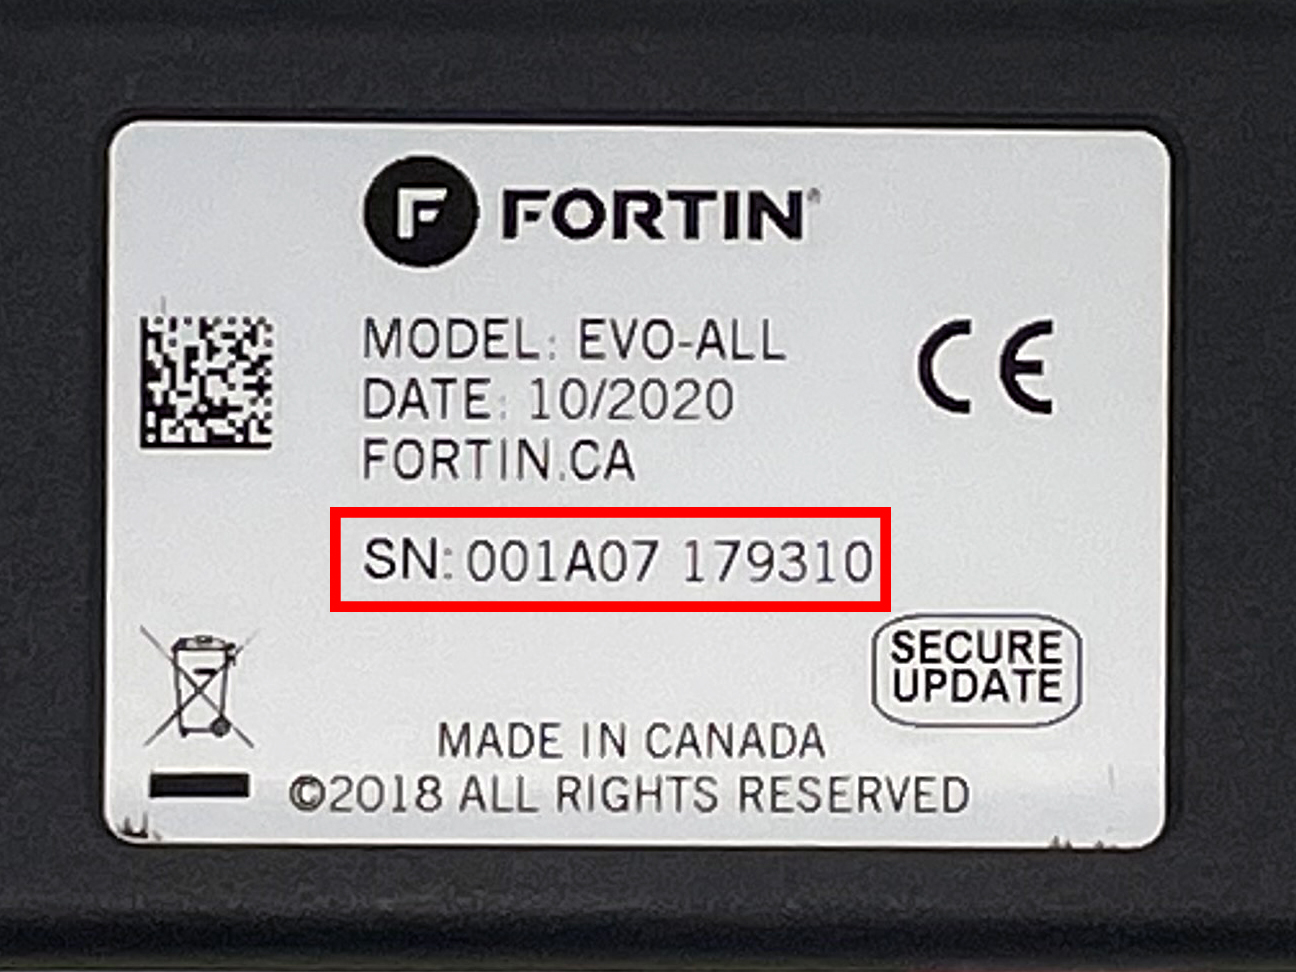 FORTIN®
MODEL: EVO-ALL
DATE: 10/2020
FORTIN.CA
SN: 001A07 179310
CE
SECURE
UPDATE
MADE IN CANADA
©2018 ALL RIGHTS RESERVED